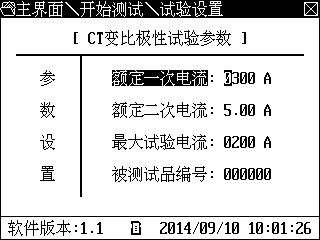 主界面\开始测试\试验设置
[ CT变比极性试验参数 ]
参数设置
额定一次电流: 0300 A
额定二次电流: 5.00 A
最大试验电流: 0200 A
被测试品编号: 000000
软件版本:1.1 2014/09/10 10:01:26